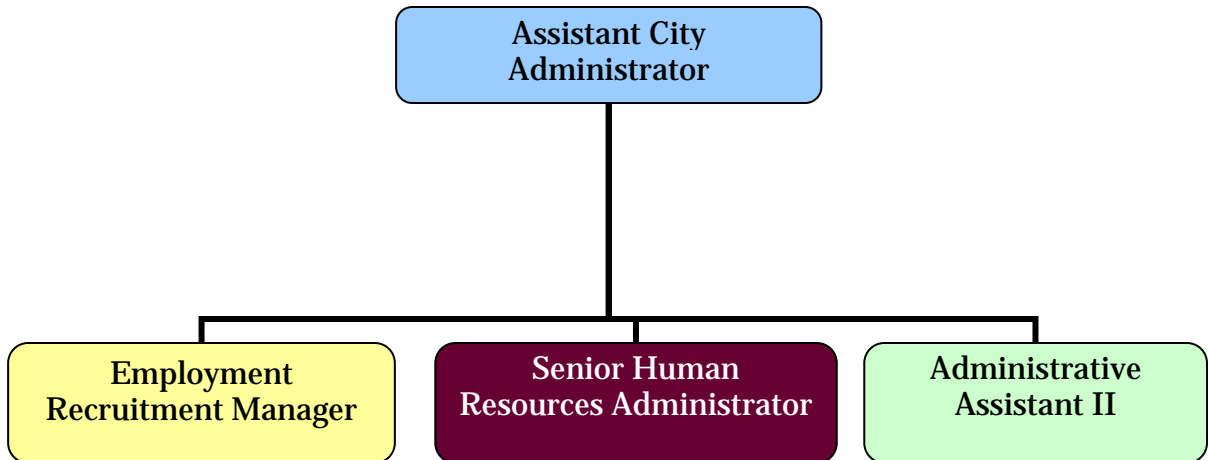 Assistant City
Administrator
Employment
Recruitment Manager
Senior Human
Resources Administrator
Administrative
Assistant II